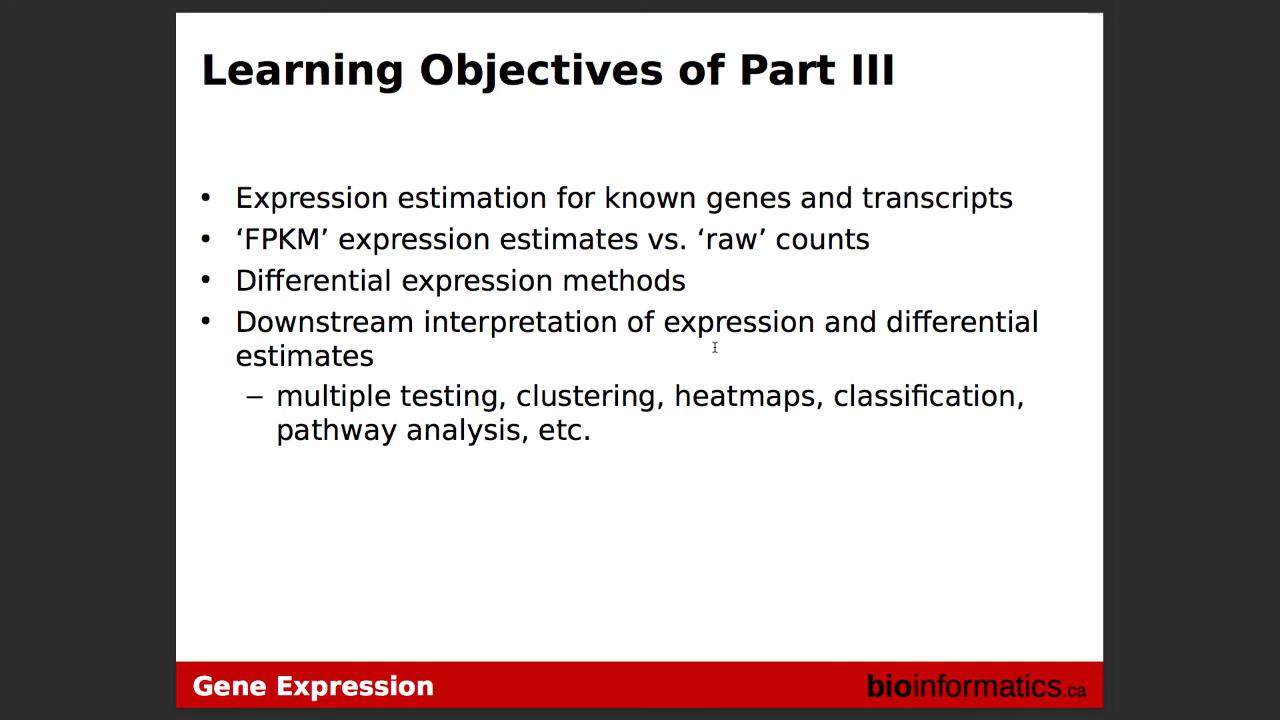 Learning Objectives of Part III
• Expression estimation for known genes and transcripts
• ‘FPKM’ expression estimates vs. ‘raw’ counts
• Differential expression methods
• Downstream interpretation of expression and differential
estimates
– multiple testing, clustering, heatmaps, classification,
pathway analysis, etc.
Gene Expression
bioinformatics.ca